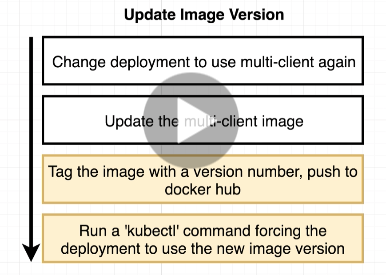 Update Image Version
Change deployment to use multi-client again
Update the multi-client image
Tag the image with a version number, push to
docker hub
Run a 'kubectl' command forcing the
deployment to use the new image version